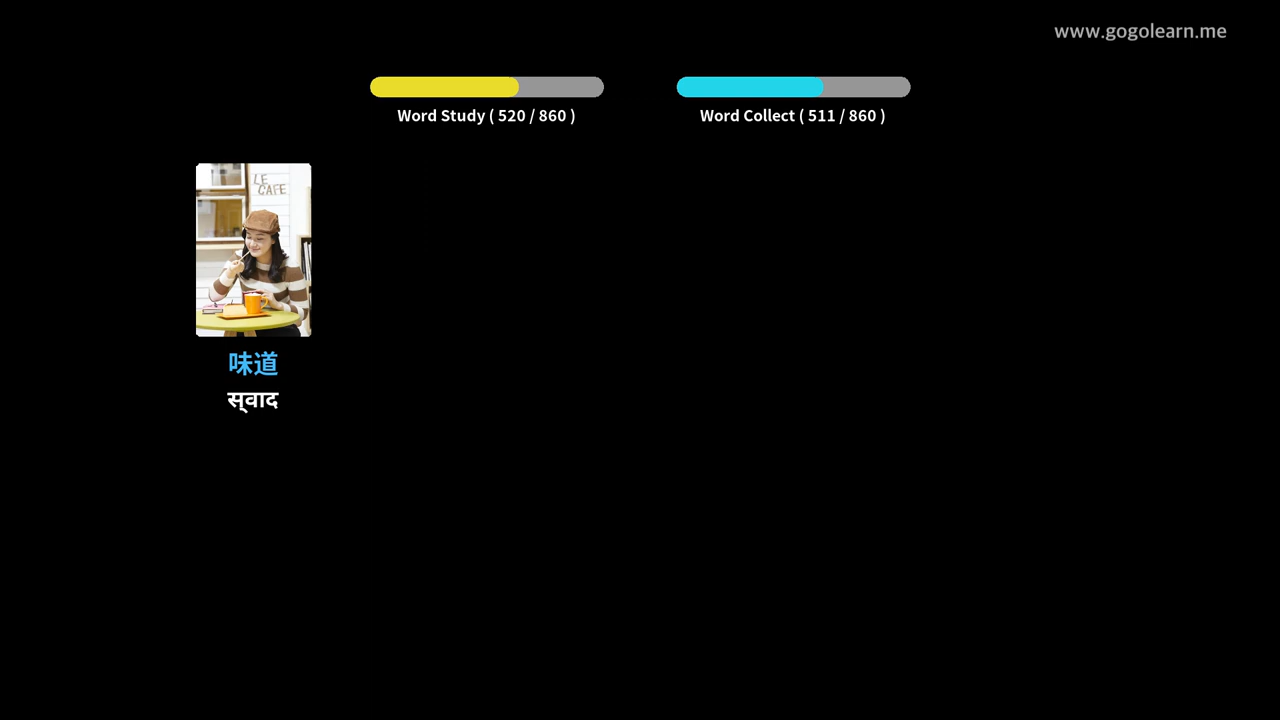 www.gogolearn.me
Word Study ( 520 / 860 )
Word Collect ( 511 / 860 )
LE
CAFE
味道
स्वाद